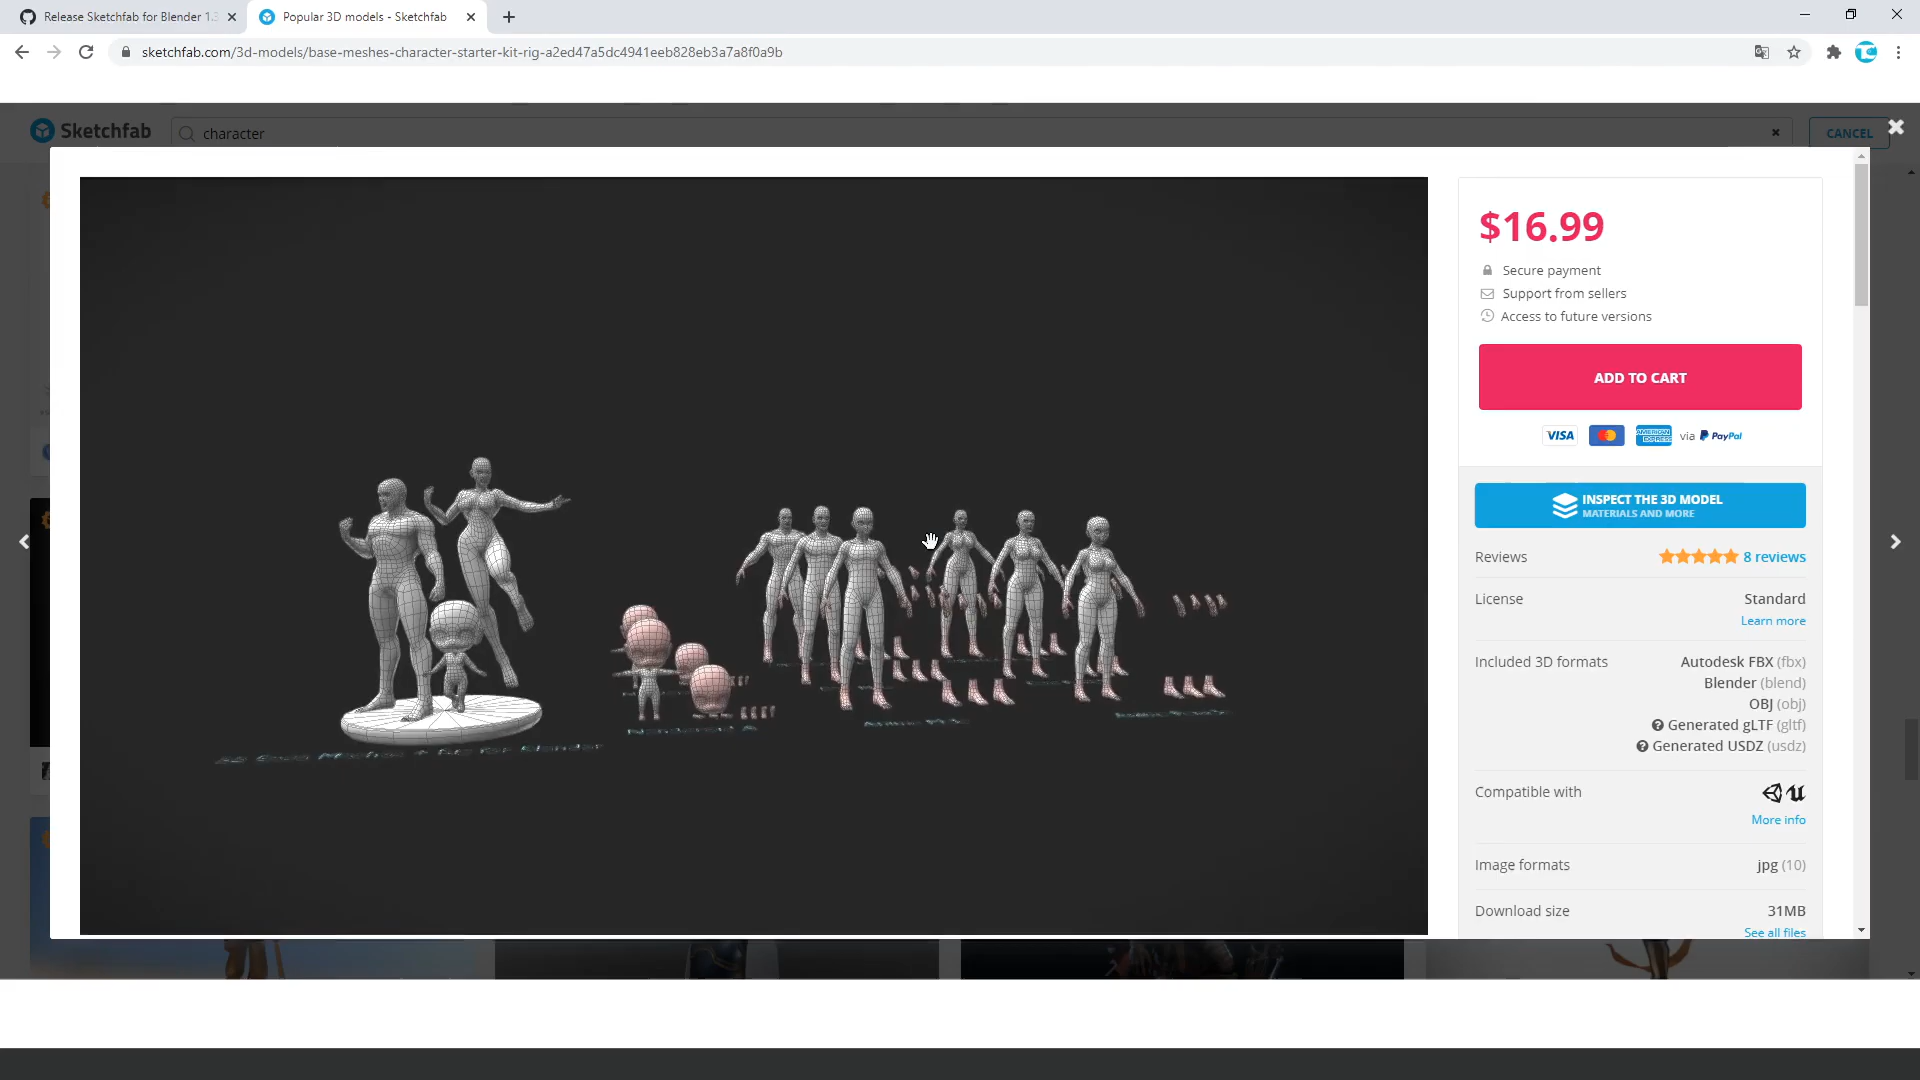 Release Sketchfab for Blender 1.3
Popular 3D models - Sketchfab
sketchfab.com/3d-models/base-meshes-character-starter-kit-rig-a2ed47a5dc4941eeb828eb3a7a8f0a9b
Sketchfab
character
CANCEL
$16.99
Secure payment
Support from sellers
Access to future versions
ADD TO CART
VISA
AMERICAN EXPRESS
via PayPal
INSPECT THE 3D MODEL
MATERIALS AND MORE
Reviews 8 reviews
License Standard
Learn more
Included 3D formats Autodesk FBX (fbx)
Blender (blend)
OBJ (obj)
Generated glTF (gltf)
Generated USDZ (usdz)
Compatible with
More info
Image formats jpg (10)
Download size 31MB
See all files